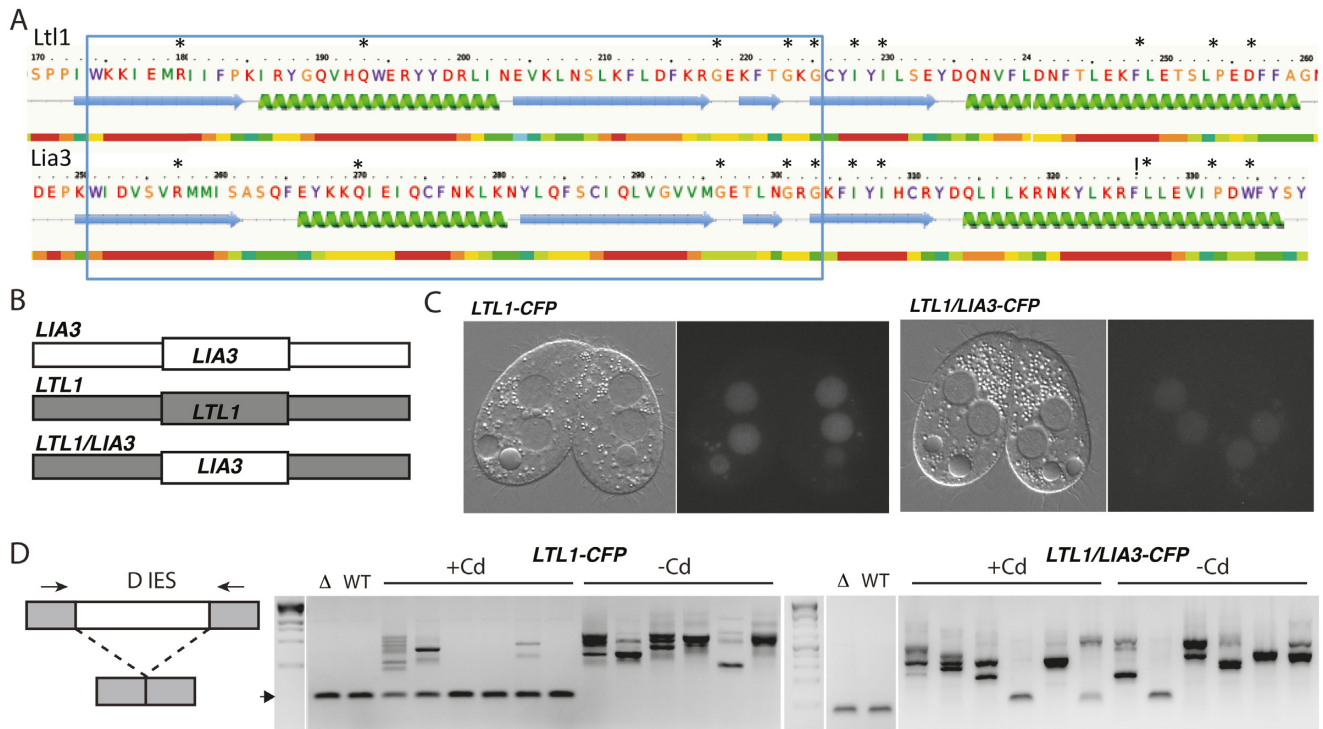 A
Ltl1
* * * * * * * * * *
170 180 190 200 210 220 230 24 250 260
SPPIWKKIEMRIIFPKIRYGQVHQWERYYDRLINEVKLNSLKFLDFKRGEKFTGKGCYIYILSEYDQNVFLDNFTLEKFLETSLPEDFFAGN
Lia3
* * * * * * * ! * * *
250 260 270 280 290 300 310 320 330
DEPKWIDVSVRMMISASQFEYKKQIEIQCFNKLKNYLQFSCIQLVGVVMGETLNGRGKFIYIHCRYDQLILKRNKYLKRFLLEVIPDWFYSY
B
LIA3
LIA3
LTL1
LTL1
LTL1/LIA3
LIA3
C
LTL1-CFP
LTL1/LIA3-CFP
D
D IES
LTL1-CFP
Δ WT +Cd -Cd
LTL1/LIA3-CFP
Δ WT +Cd -Cd